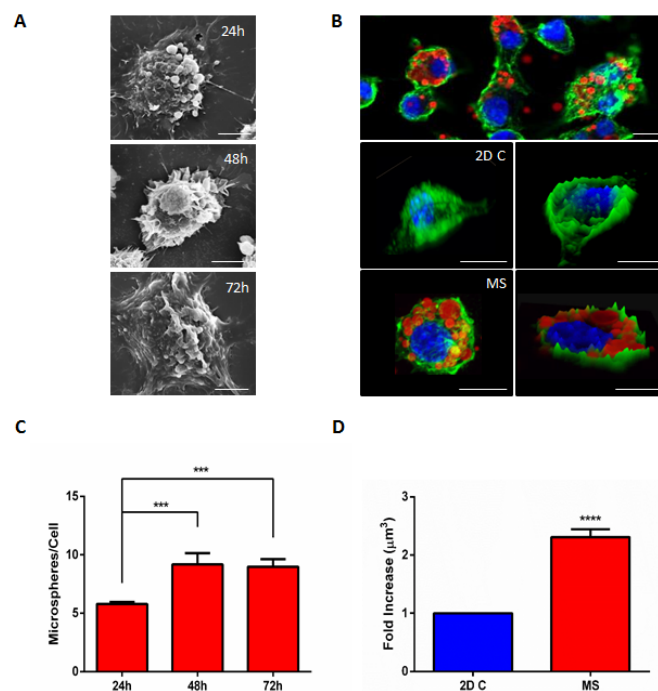 A
24h
48h
72h
B
2D C
MS
C
Microspheres/Cell
15
10
5
0
***
***
24h
48h
72h
D
Fold Increase (µm³)
3
2
1
0
****
2D C
MS